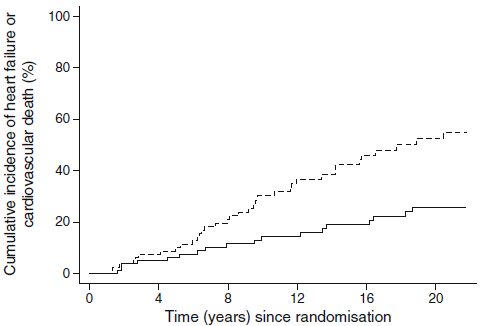 Cumulative incidence of heart failure or
cardiovascular death (%)
100
80
60
40
20
0
0 4 8 12 16 20
Time (years) since randomisation